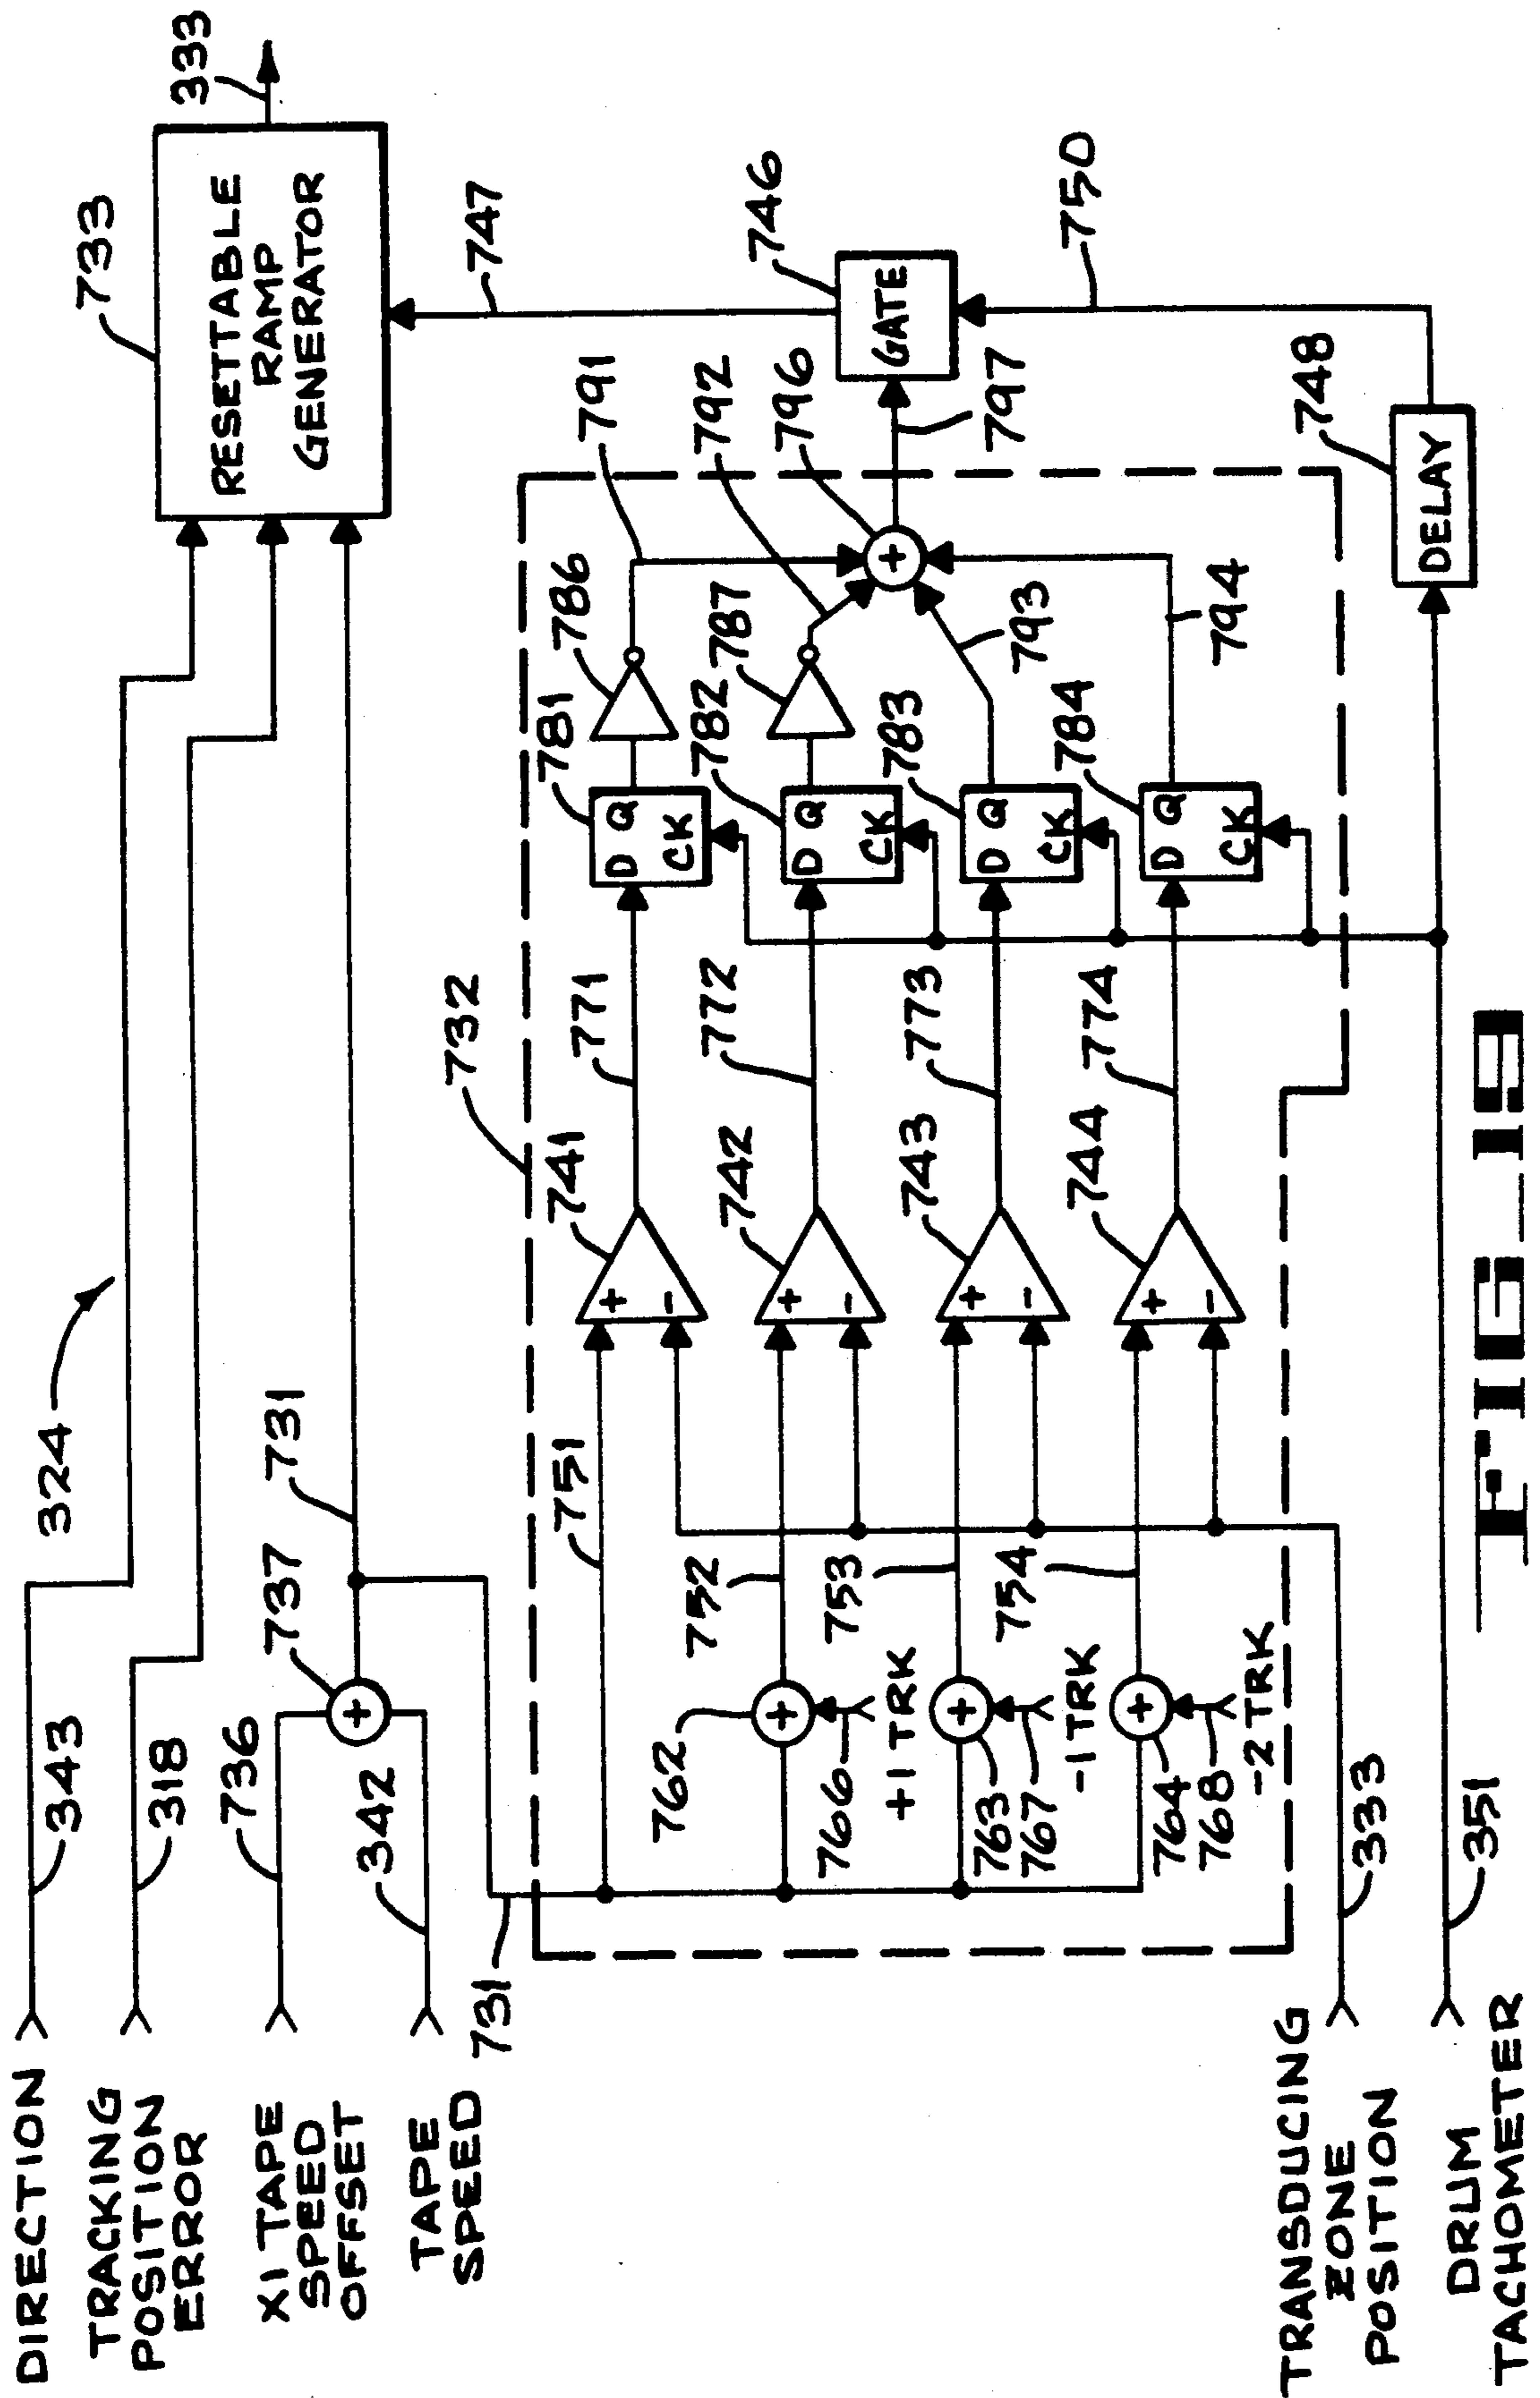 DIRECTION
343
324
733
RESETTABLE
RAMP
GENERATOR
333
TRACKING
POSITION
ERROR
318
X1 TAPE
SPEED
OFFSET
736
737
731
TAPE
SPEED
342
731
732
747
751
741
+
-
771
781
D Q
CK
786
791
762
+
766
+1 TRK
752
742
+
-
772
782
D Q
CK
787
792
796
+
746
GATE
797
763
+
767
-1 TRK
753
743
+
-
773
783
D Q
CK
793
750
764
+
768
-2 TRK
754
744
+
-
774
784
D Q
CK
794
TRANSDUCING
ZONE
POSITION
333
748
DELAY
DRUM
TACHOMETER
351
+
FIG_19